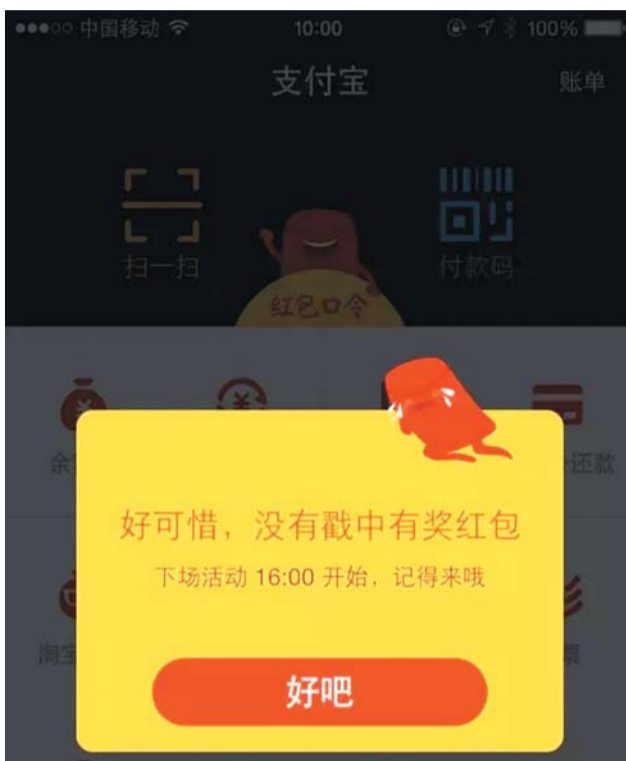 中国移动 10:00 100%
支付宝 账单
扫一扫 付款码
红包口令
还款
好可惜，没有戳中有奖红包
下场活动 16:00 开始，记得来哦
淘宝
好吧